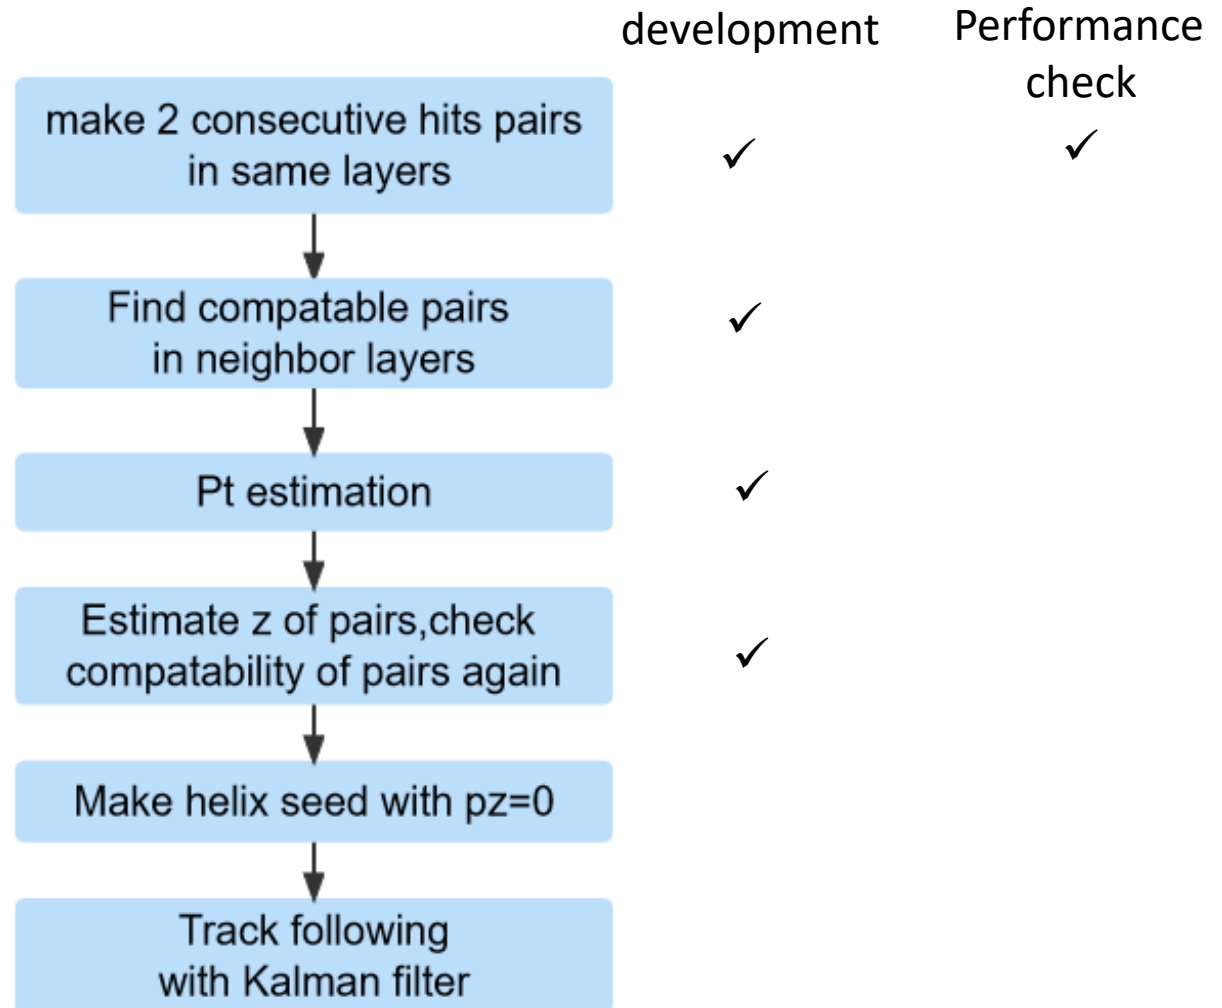 development
Performance
check
make 2 consecutive hits pairs
in same layers
✓
✓
Find compatable pairs
in neighbor layers
✓
Pt estimation
✓
Estimate z of pairs,check
compatability of pairs again
✓
Make helix seed with pz=0
Track following
with Kalman filter